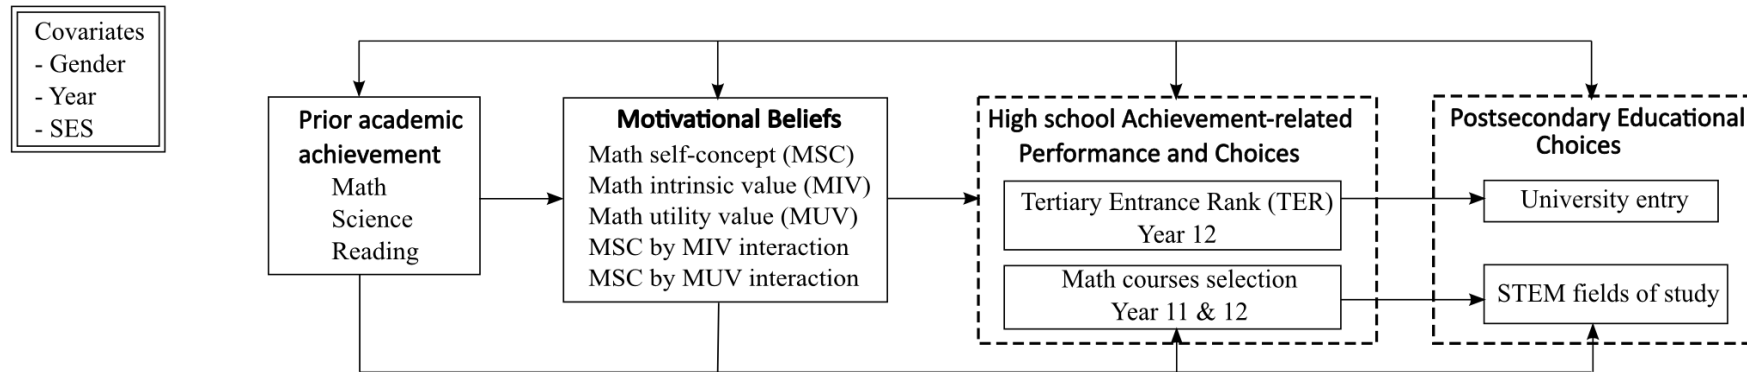 Covariates
- Gender
- Year
- SES
Prior academic
achievement
Math
Science
Reading
Motivational Beliefs
Math self-concept (MSC)
Math intrinsic value (MIV)
Math utility value (MUV)
MSC by MIV interaction
MSC by MUV interaction
High school Achievement-related
Performance and Choices
Tertiary Entrance Rank (TER)
Year 12
Math courses selection
Year 11 & 12
Postsecondary Educational
Choices
University entry
STEM fields of study